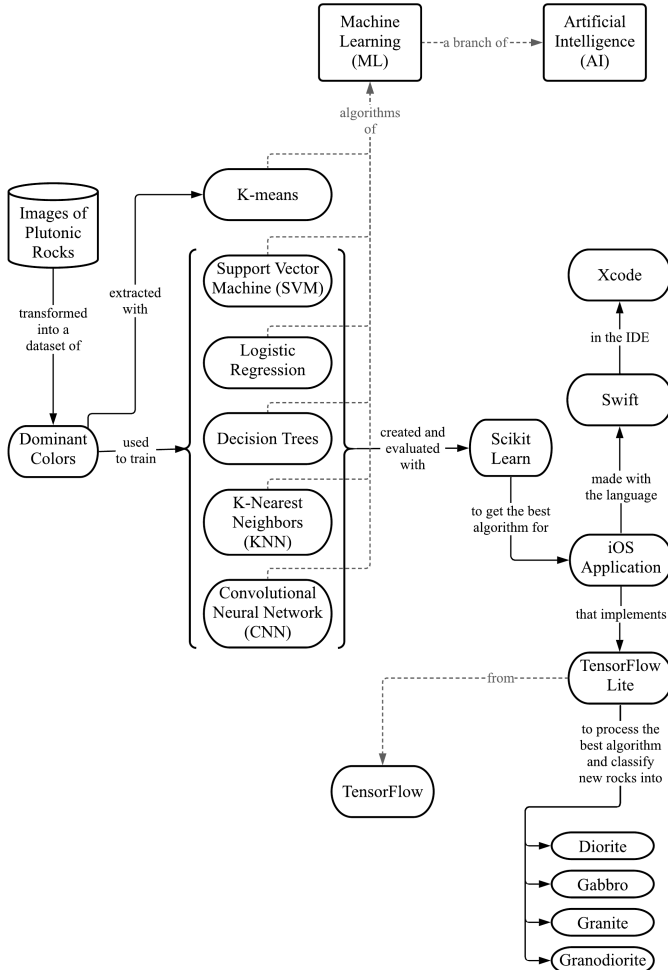 Machine
Learning
(ML)
a branch of
Artificial
Intelligence
(AI)
algorithms
of
K-means
Images of
Plutonic
Rocks
extracted
with
transformed
into a
dataset of
Support Vector
Machine (SVM)
Logistic
Regression
Decision Trees
K-Nearest
Neighbors
(KNN)
Convolutional
Neural Network
(CNN)
Dominant
Colors
used
to train
created and
evaluated
with
Scikit
Learn
to get the best
algorithm for
Xcode
in the IDE
Swift
made with
the language
iOS
Application
that implements
TensorFlow
Lite
from
TensorFlow
to process the
best algorithm
and classify
new rocks into
Diorite
Gabbro
Granite
Granodiorite